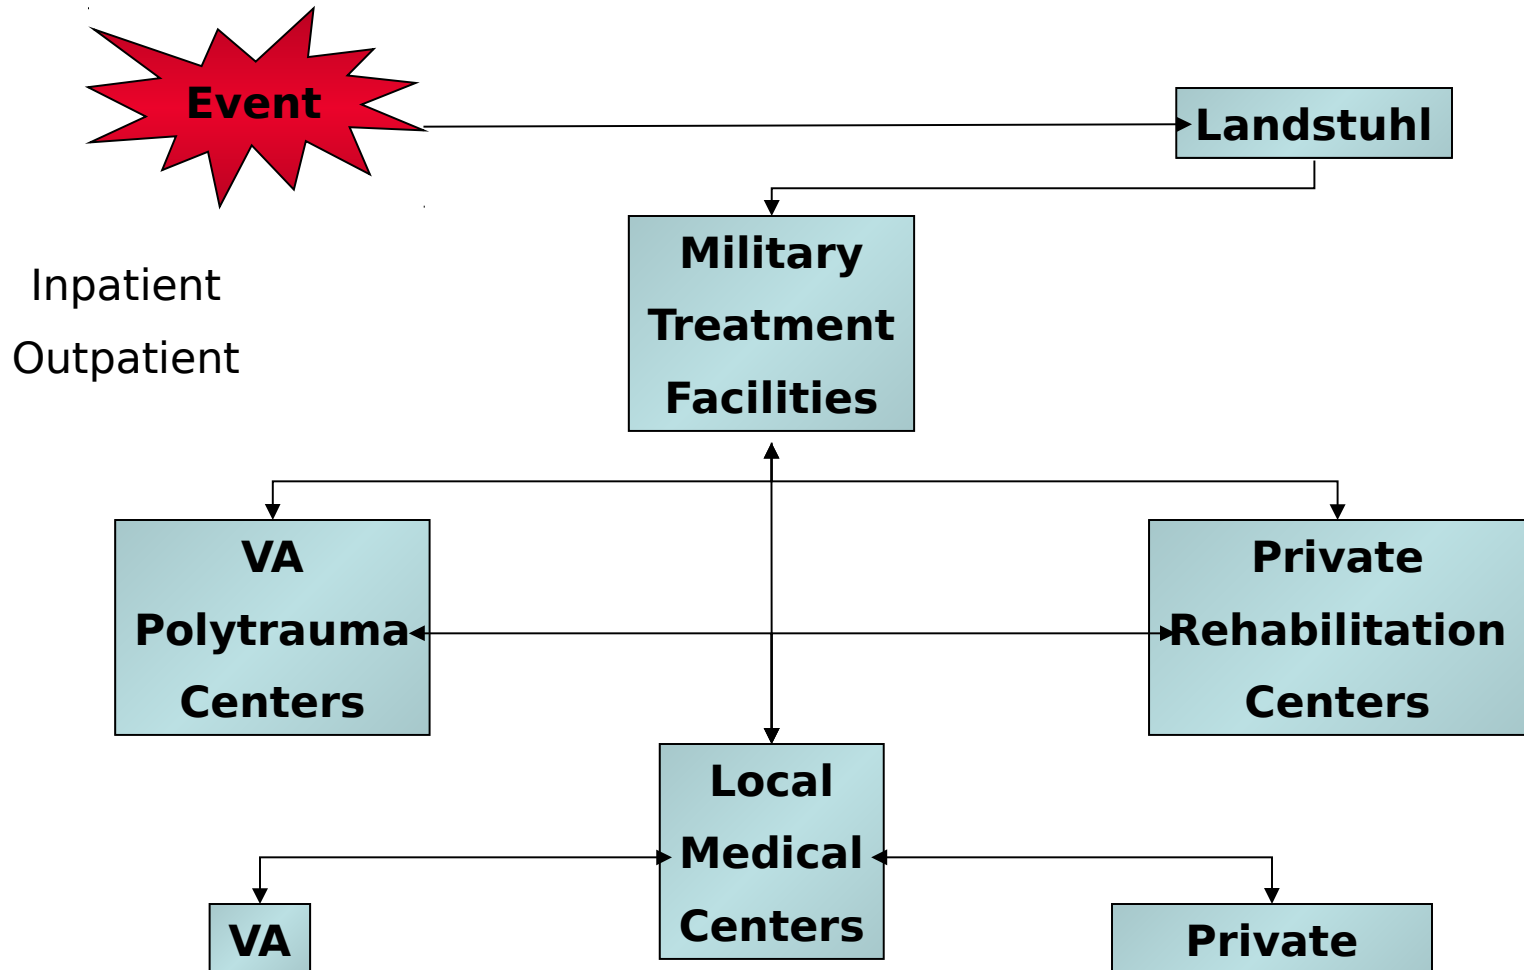 Event
Landstuhl
Military
Treatment
Facilities
Inpatient
Outpatient
VA
Polytrauma
Centers
Private
Rehabilitation
Centers
Local
Medical
Centers
VA
Private